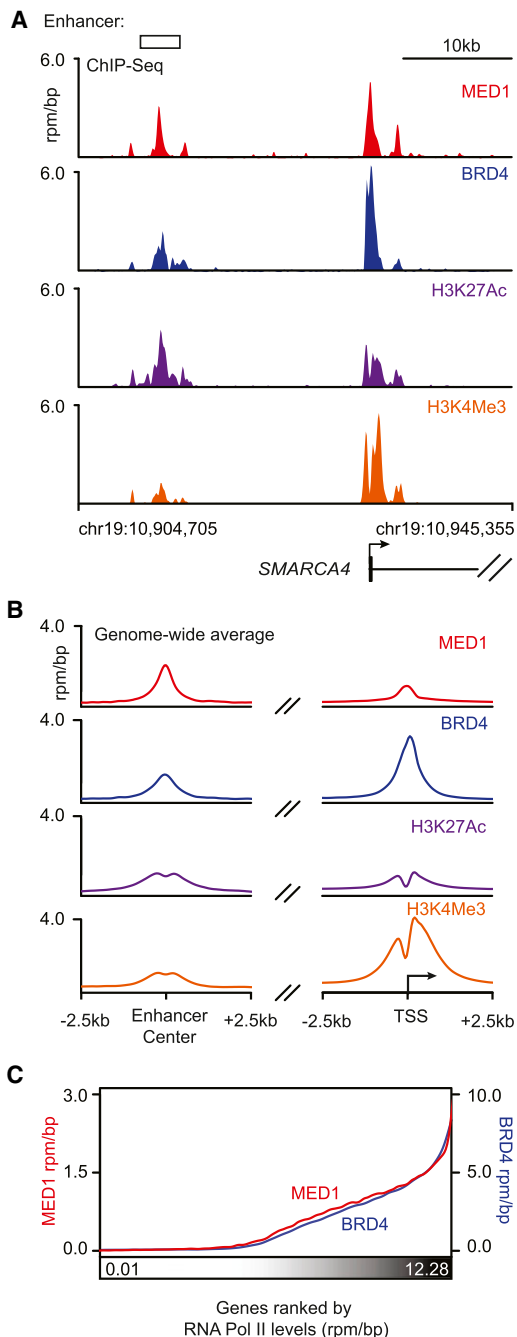 A
Enhancer:
10kb
6.0
ChIP-Seq
rpm/bp
MED1
6.0
BRD4
6.0
H3K27Ac
6.0
H3K4Me3
chr19:10,904,705 chr19:10,945,355
SMARCA4
B
4.0
Genome-wide average
rpm/bp
MED1
4.0
BRD4
4.0
H3K27Ac
4.0
H3K4Me3
-2.5kb Enhancer Center +2.5kb -2.5kb TSS +2.5kb
C
3.0
1.5
0.0
MED1 rpm/bp
10.0
5.0
0.0
BRD4 rpm/bp
MED1
BRD4
0.01 12.28
Genes ranked by
RNA Pol II levels (rpm/bp)